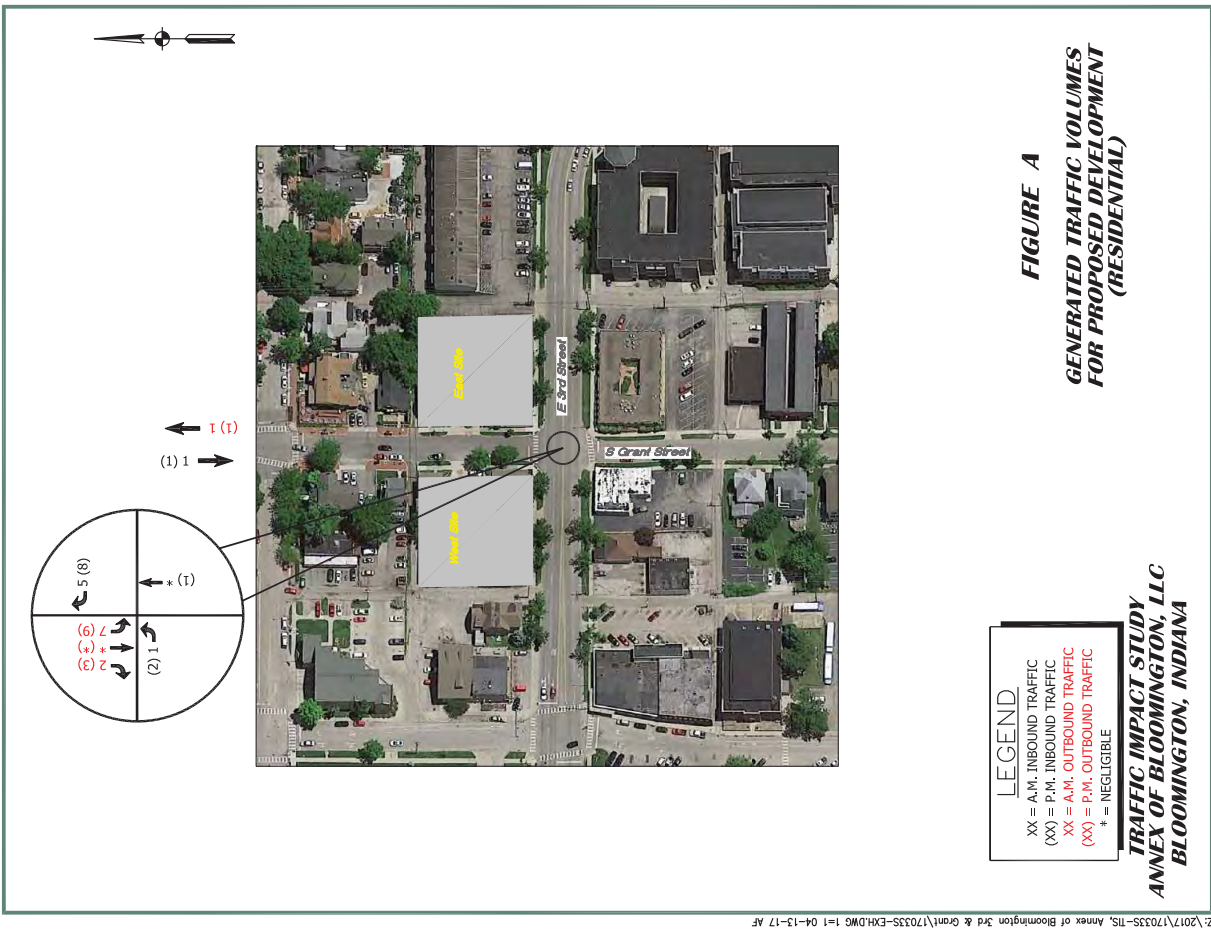 FIGURE A
GENERATED TRAFFIC VOLUMES
FOR PROPOSED DEVELOPMENT
(RESIDENTIAL)
1 (1)
(1) 1
5 (8)
* (1)
7 (9)
* (*)
2 (3)
(2) 1
East Site
West Site
E 3rd Street
S Grant Street
LEGEND
XX = A.M. INBOUND TRAFFIC
(XX) = P.M. INBOUND TRAFFIC
XX = A.M. OUTBOUND TRAFFIC
(XX) = P.M. OUTBOUND TRAFFIC
* = NEGLIGIBLE
TRAFFIC IMPACT STUDY
ANNEX OF BLOOMINGTON, LLC
BLOOMINGTON, INDIANA
Z:\2017\17033S-TIS, Annex of Bloomington 3rd & Grant\17033S-EXH.DWG 1=1 04-13-17 AF